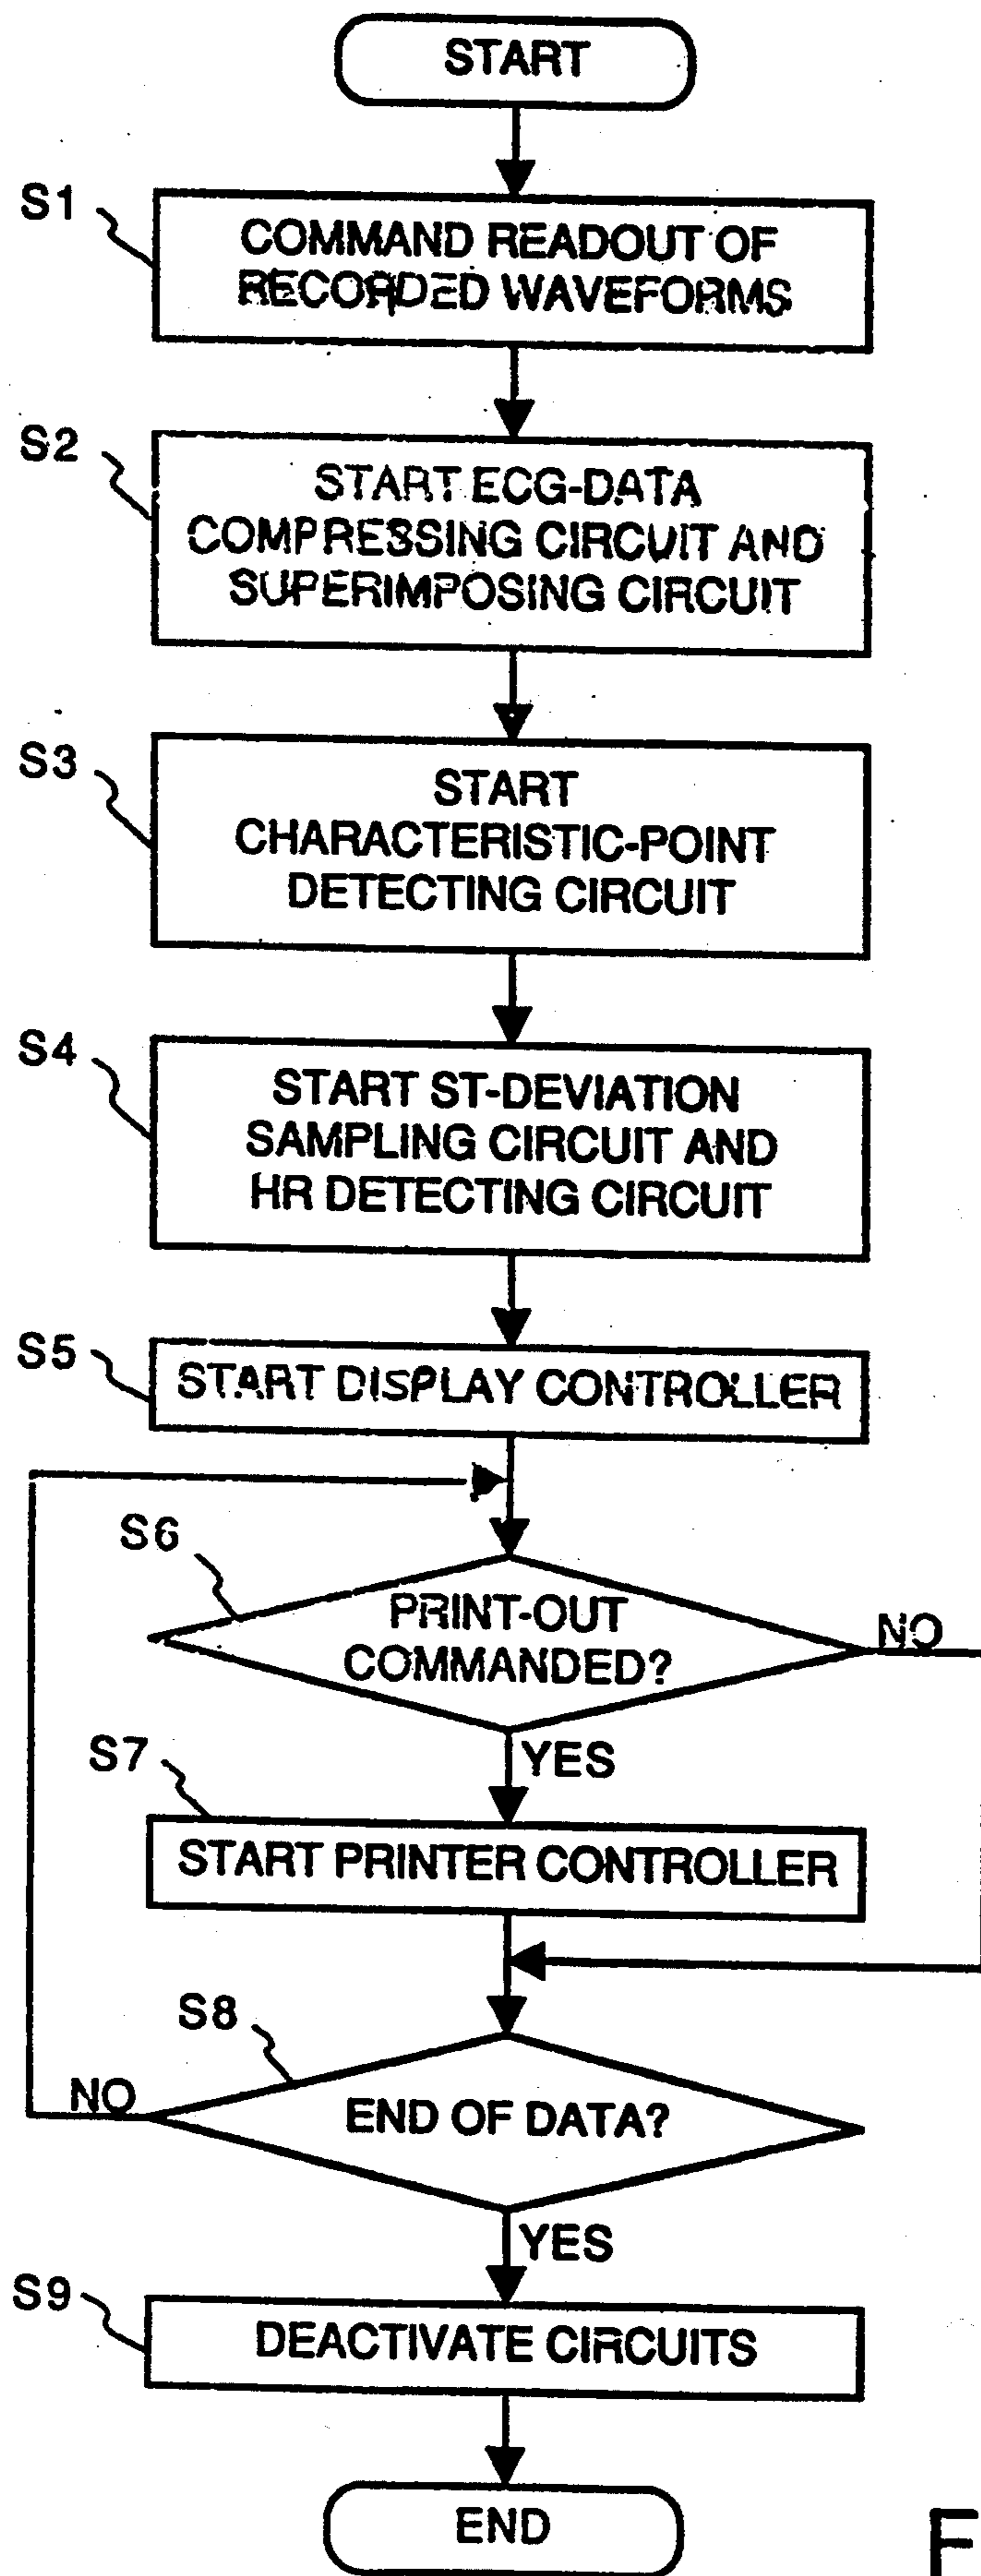 START
S1
COMMAND READOUT OF
RECORDED WAVEFORMS
S2
START ECG-DATA
COMPRESSING CIRCUIT AND
SUPERIMPOSING CIRCUIT
S3
START
CHARACTERISTIC-POINT
DETECTING CIRCUIT
S4
START ST-DEVIATION
SAMPLING CIRCUIT AND
HR DETECTING CIRCUIT
S5
START DISPLAY CONTROLLER
S6
PRINT-OUT
COMMANDED?
NO
YES
S7
START PRINTER CONTROLLER
S8
END OF DATA?
NO
YES
S9
DEACTIVATE CIRCUITS
END
F